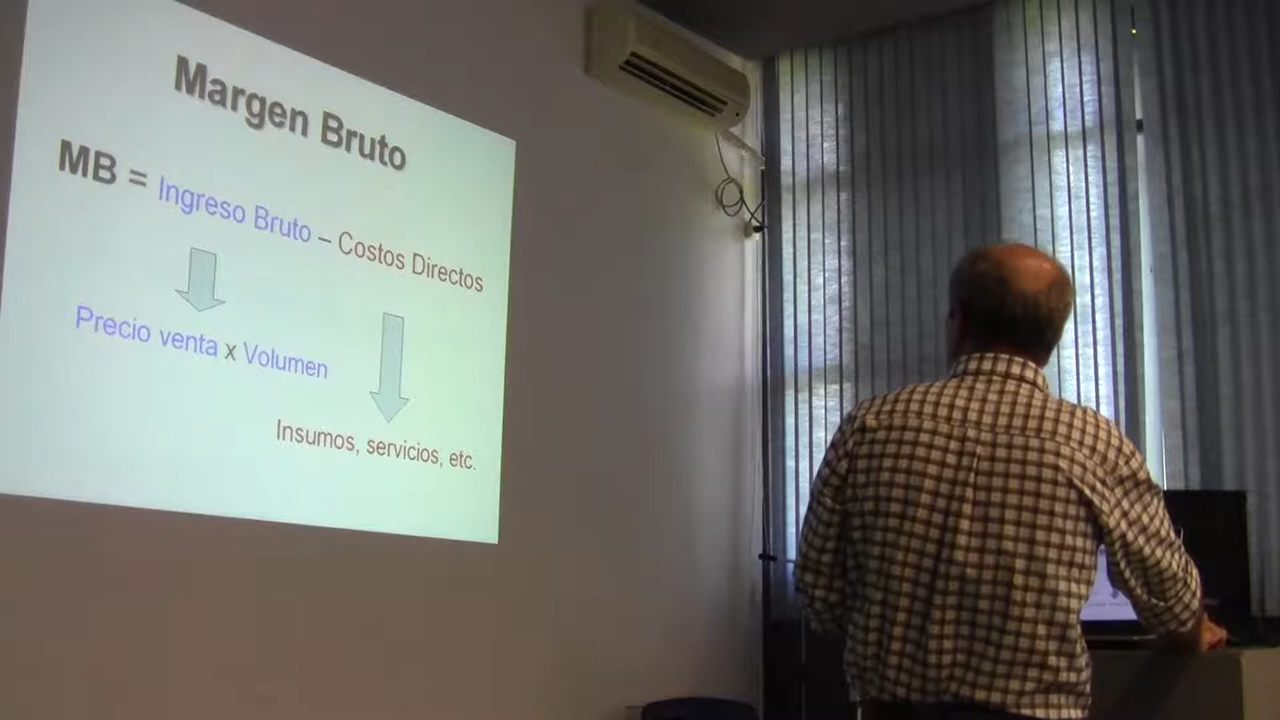 Margen Bruto
MB = Ingreso Bruto – Costos Directos
Precio venta x Volumen
Insumos, servicios, etc.